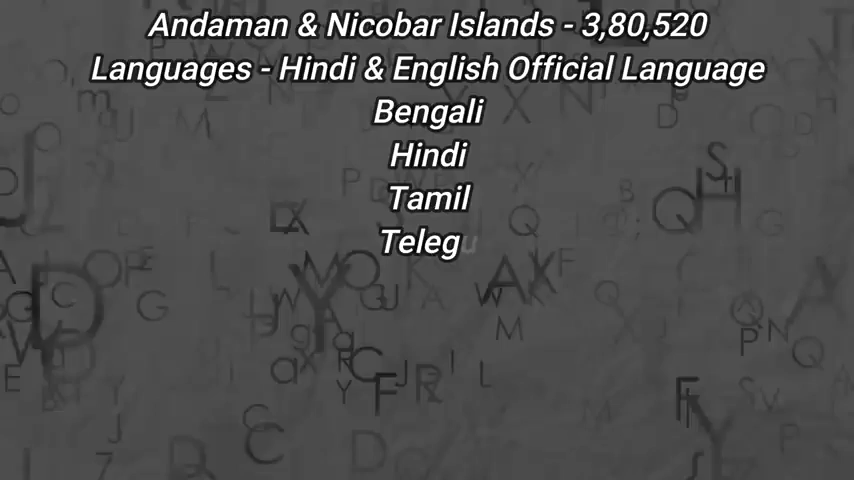 Andaman & Nicobar Islands - 3,80,520
Languages - Hindi & English Official Language
Bengali
Hindi
Tamil
Telegu